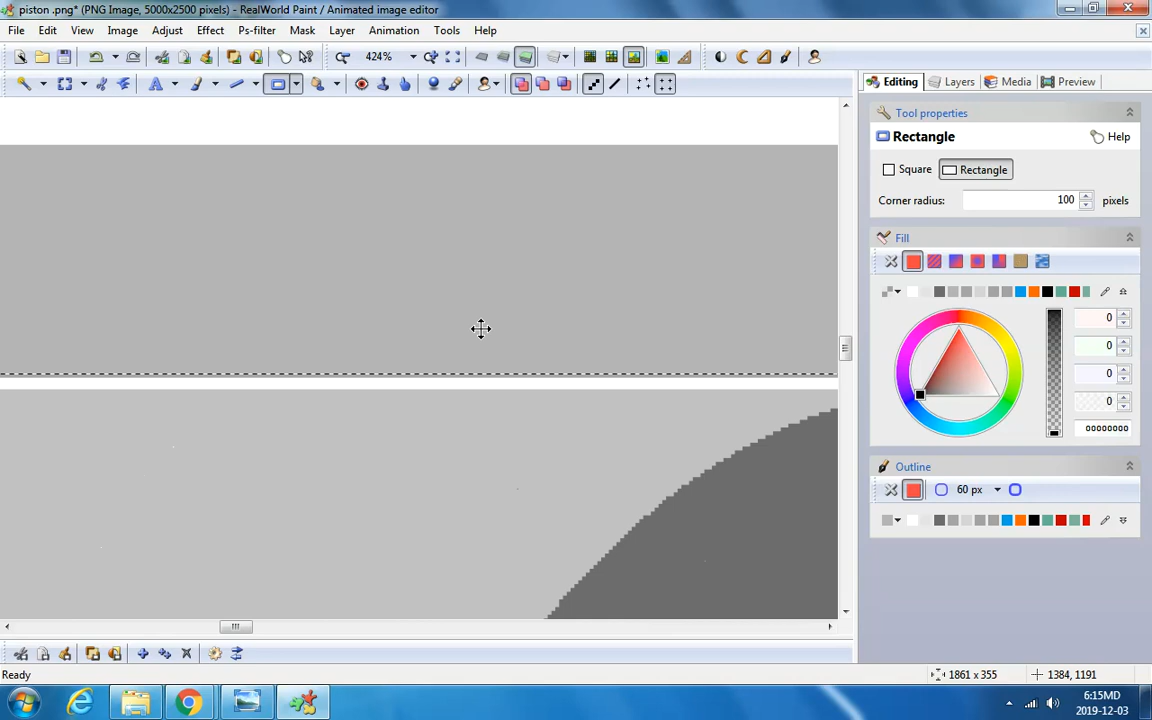 piston .png* (PNG Image, 5000x2500 pixels) - RealWorld Paint / Animated image editor
File Edit View Image Adjust Effect Ps-filter Mask Layer Animation Tools Help
424%
Editing Layers Media Preview
Tool properties
Rectangle Help
Square Rectangle
Corner radius: 100 pixels
Fill
0
0
0
0
00000000
Outline
60 px
Ready
1861 x 355
1384, 1191
6:15MD
2019-12-03